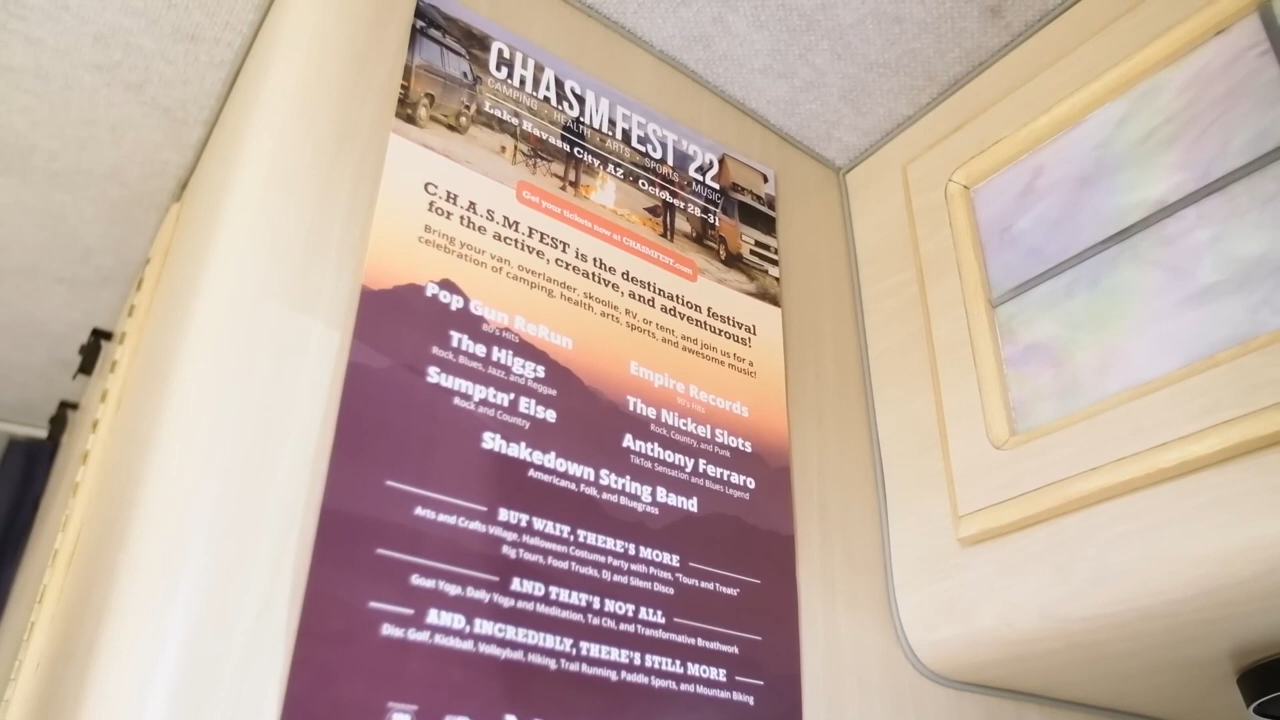 C.H.A.S.M.FEST '22
CAMPING • HEALTH • ARTS • SPORTS • MUSIC
Lake Havasu City, AZ • October 28-31
Get your tickets now at CHASMFEST.com
C.H.A.S.M.FEST is the destination festival
for the active, creative, and adventurous!
Bring your van, overlander, skoolie, RV, or tent, and join us for a
celebration of camping, health, arts, sports, and awesome music!
Pop Gun ReRun
80's Hits
The Higgs
Rock, Blues, Jazz, and Reggae
Sumptn' Else
Rock and Country
Empire Records
90's Hits
The Nickel Slots
Rock, Country, and Punk
Anthony Ferraro
TikTok Sensation and Blues Legend
Shakedown String Band
Americana, Folk, and Bluegrass
BUT WAIT, THERE'S MORE
Arts and Crafts Village, Halloween Costume Party with Prizes, "Tours and Treats"
Rig Tours, Food Trucks, DJ and Silent Disco
AND THAT'S NOT ALL
Goat Yoga, Daily Yoga and Meditation, Tai Chi, and Transformative Breathwork
AND, INCREDIBLY, THERE'S STILL MORE
Disc Golf, Kickball, Volleyball, Hiking, Trail Running, Paddle Sports, and Mountain Biking